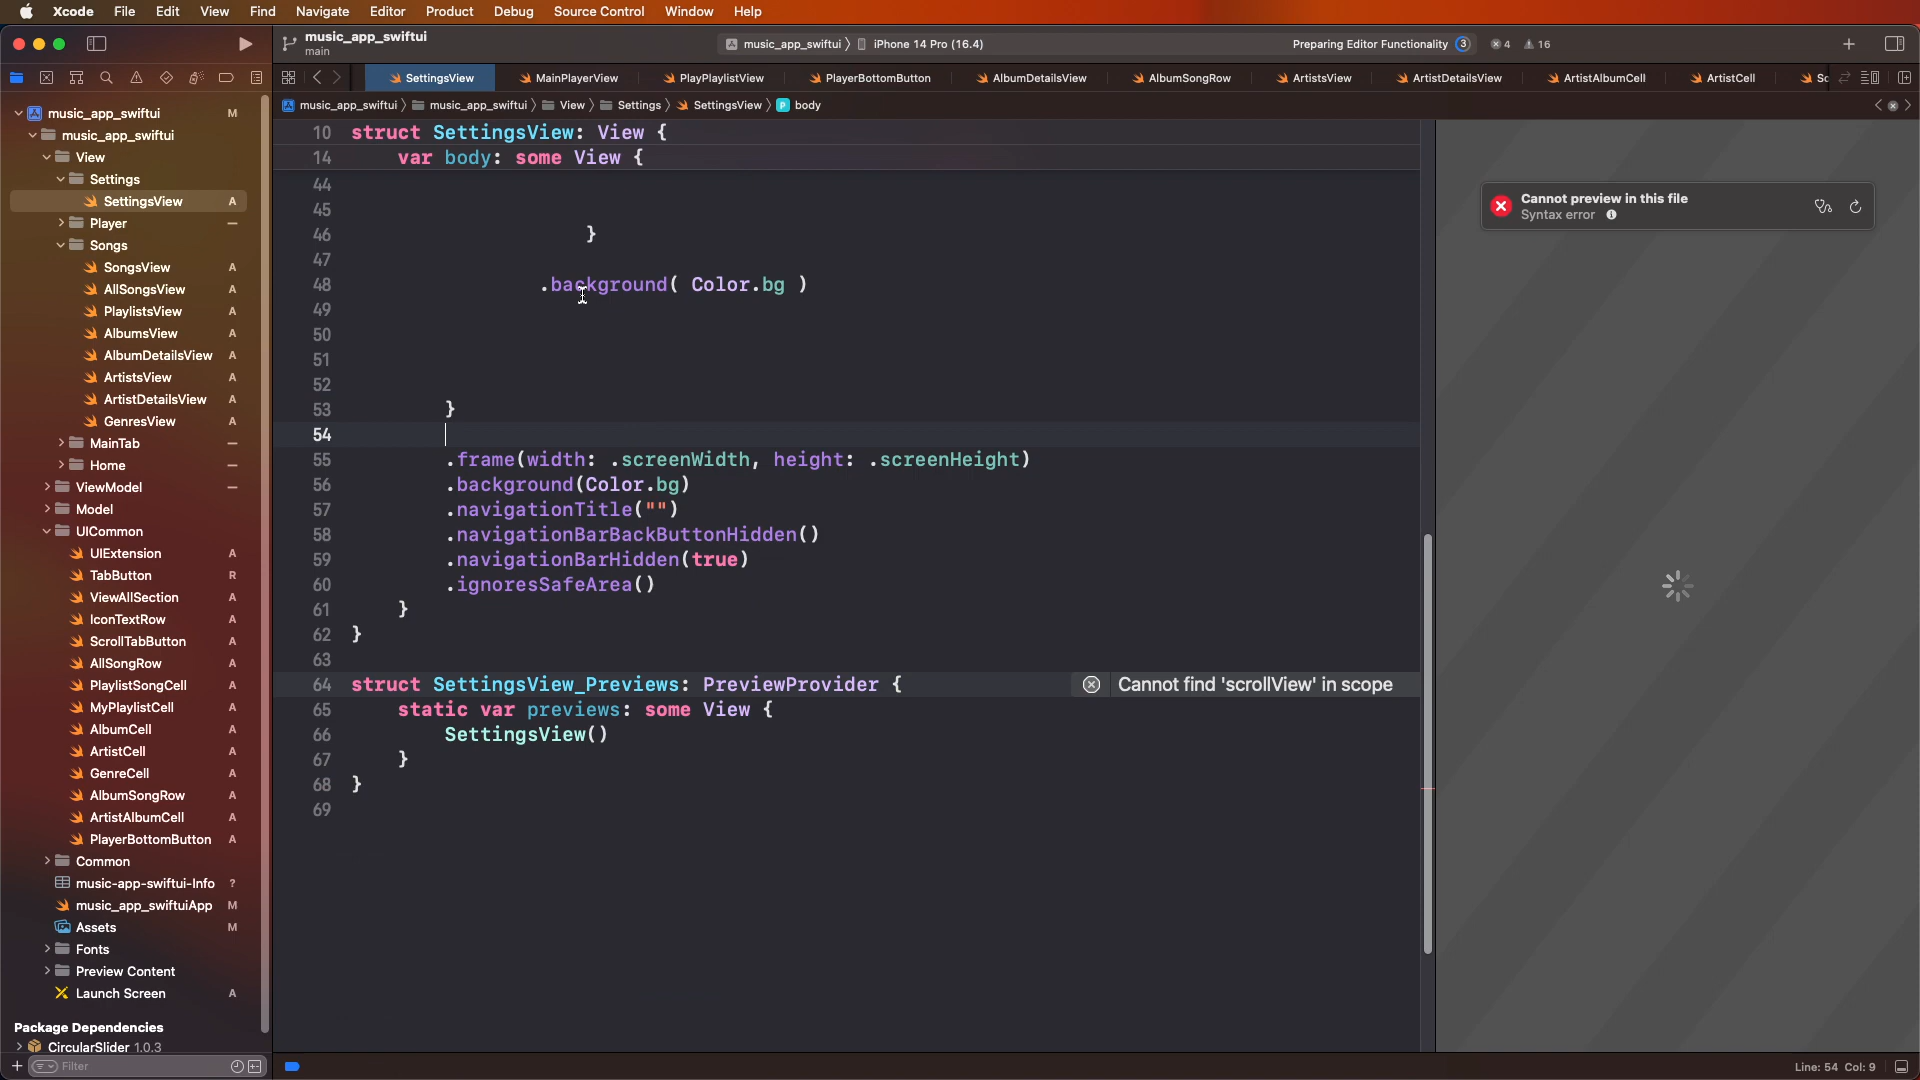 Xcode File Edit View Find Navigate Editor Product Debug Source Control Window Help
music_app_swiftui
main
music_app_swiftui 〉 iPhone 14 Pro (16.4)
Preparing Editor Functionality 3 4 16
SettingsView MainPlayerView PlayPlaylistView PlayerBottomButton AlbumDetailsView AlbumSongRow ArtistsView ArtistDetailsView ArtistAlbumCell ArtistCell Sc
music_app_swiftui 〉 music_app_swiftui 〉 View 〉 Settings 〉 SettingsView 〉 P body
music_app_swiftui M
music_app_swiftui
View
Settings
SettingsView A
Player
Songs
SongsView A
AllSongsView A
PlaylistsView A
AlbumsView A
AlbumDetailsView A
ArtistsView A
ArtistDetailsView A
GenresView A
MainTab
Home
ViewModel
Model
UICommon
UIExtension A
TabButton R
ViewAllSection A
IconTextRow A
ScrollTabButton A
AllSongRow A
PlaylistSongCell A
MyPlaylistCell A
AlbumCell A
ArtistCell A
GenreCell A
AlbumSongRow A
ArtistAlbumCell A
PlayerBottomButton A
Common
music-app-swiftui-Info ?
music_app_swiftuiApp M
Assets M
Fonts
Preview Content
Launch Screen A
Package Dependencies
CircularSlider 1.0.3
Filter
10 struct SettingsView: View {
14 var body: some View {
44
45
46 }
47
48 .background( Color.bg )
49
50
51
52
53 }
54
55 .frame(width: .screenWidth, height: .screenHeight)
56 .background(Color.bg)
57 .navigationTitle("")
58 .navigationBarBackButtonHidden()
59 .navigationBarHidden(true)
60 .ignoresSafeArea()
61 }
62 }
63
64 struct SettingsView_Previews: PreviewProvider { Cannot find 'scrollView' in scope
65 static var previews: some View {
66 SettingsView()
67 }
68 }
69
Cannot preview in this file
Syntax error
Line: 54 Col: 9